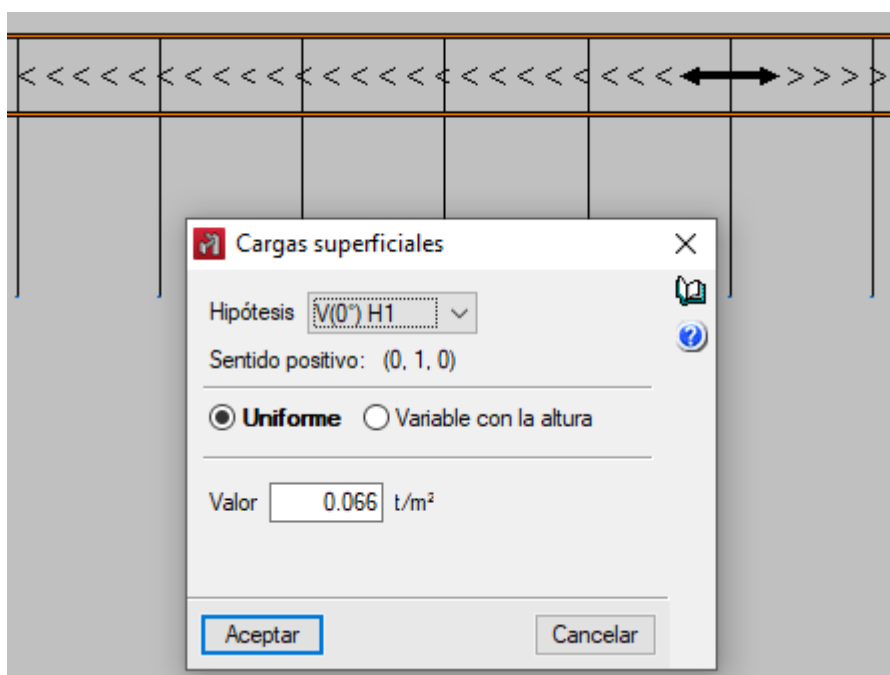 Cargas superficiales
Hipótesis V(0°) H1
Sentido positivo: (0, 1, 0)
Uniforme Variable con la altura
Valor 0.066 t/m²
Aceptar Cancelar